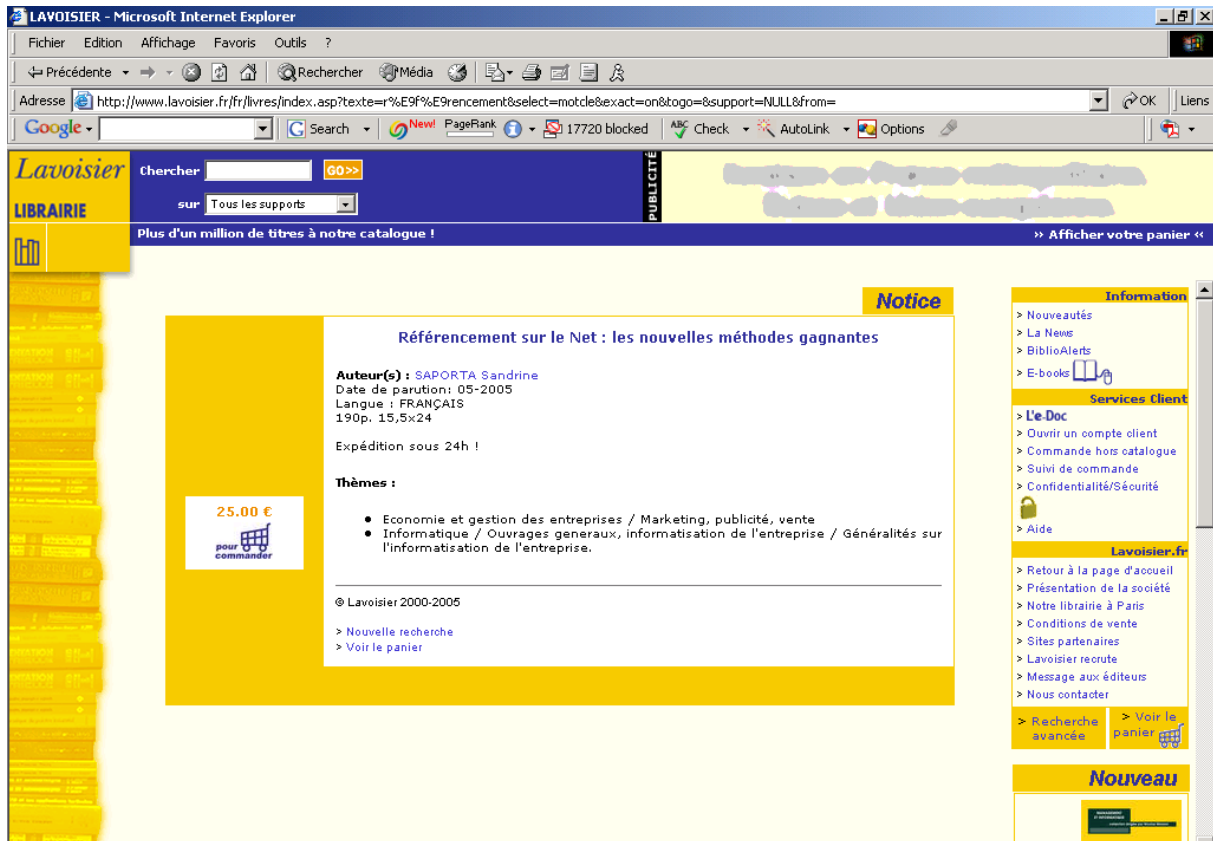 LAVOISIER - Microsoft Internet Explorer
Fichier Edition Affichage Favoris Outils ?
Précédente Rechercher Média
Adresse http://www.lavoisier.fr/fr/livres/index.asp?texte=r%E9f%E9rencement&select=motcle&exact=on&togo=&support=NULL&from= OK Liens
Google Search New! PageRank 17720 blocked ABC Check AutoLink Options
Lavoisier
LIBRAIRIE
Chercher GO>>
sur Tous les supports
PUBLICITÉ
Plus d'un million de titres à notre catalogue ! ›› Afficher votre panier ‹‹
Notice
Référencement sur le Net : les nouvelles méthodes gagnantes
Auteur(s) : SAPORTA Sandrine
Date de parution: 05-2005
Langue : FRANÇAIS
190p. 15,5x24
Expédition sous 24h !
Thèmes :
25.00 €
pour
commander
• Economie et gestion des entreprises / Marketing, publicité, vente
• Informatique / Ouvrages generaux, informatisation de l'entreprise / Généralités sur
l'informatisation de l'entreprise.
© Lavoisier 2000-2005
> Nouvelle recherche
> Voir le panier
Information
> Nouveautés
> La News
> BiblioAlerts
> E-books
Services Client
> L'e-Doc
> Ouvrir un compte client
> Commande hors catalogue
> Suivi de commande
> Confidentialité/Sécurité
> Aide
Lavoisier.fr
> Retour à la page d'accueil
> Présentation de la société
> Notre librairie à Paris
> Conditions de vente
> Sites partenaires
> Lavoisier recrute
> Message aux éditeurs
> Nous contacter
> Recherche
avancée
> Voir le
panier
Nouveau